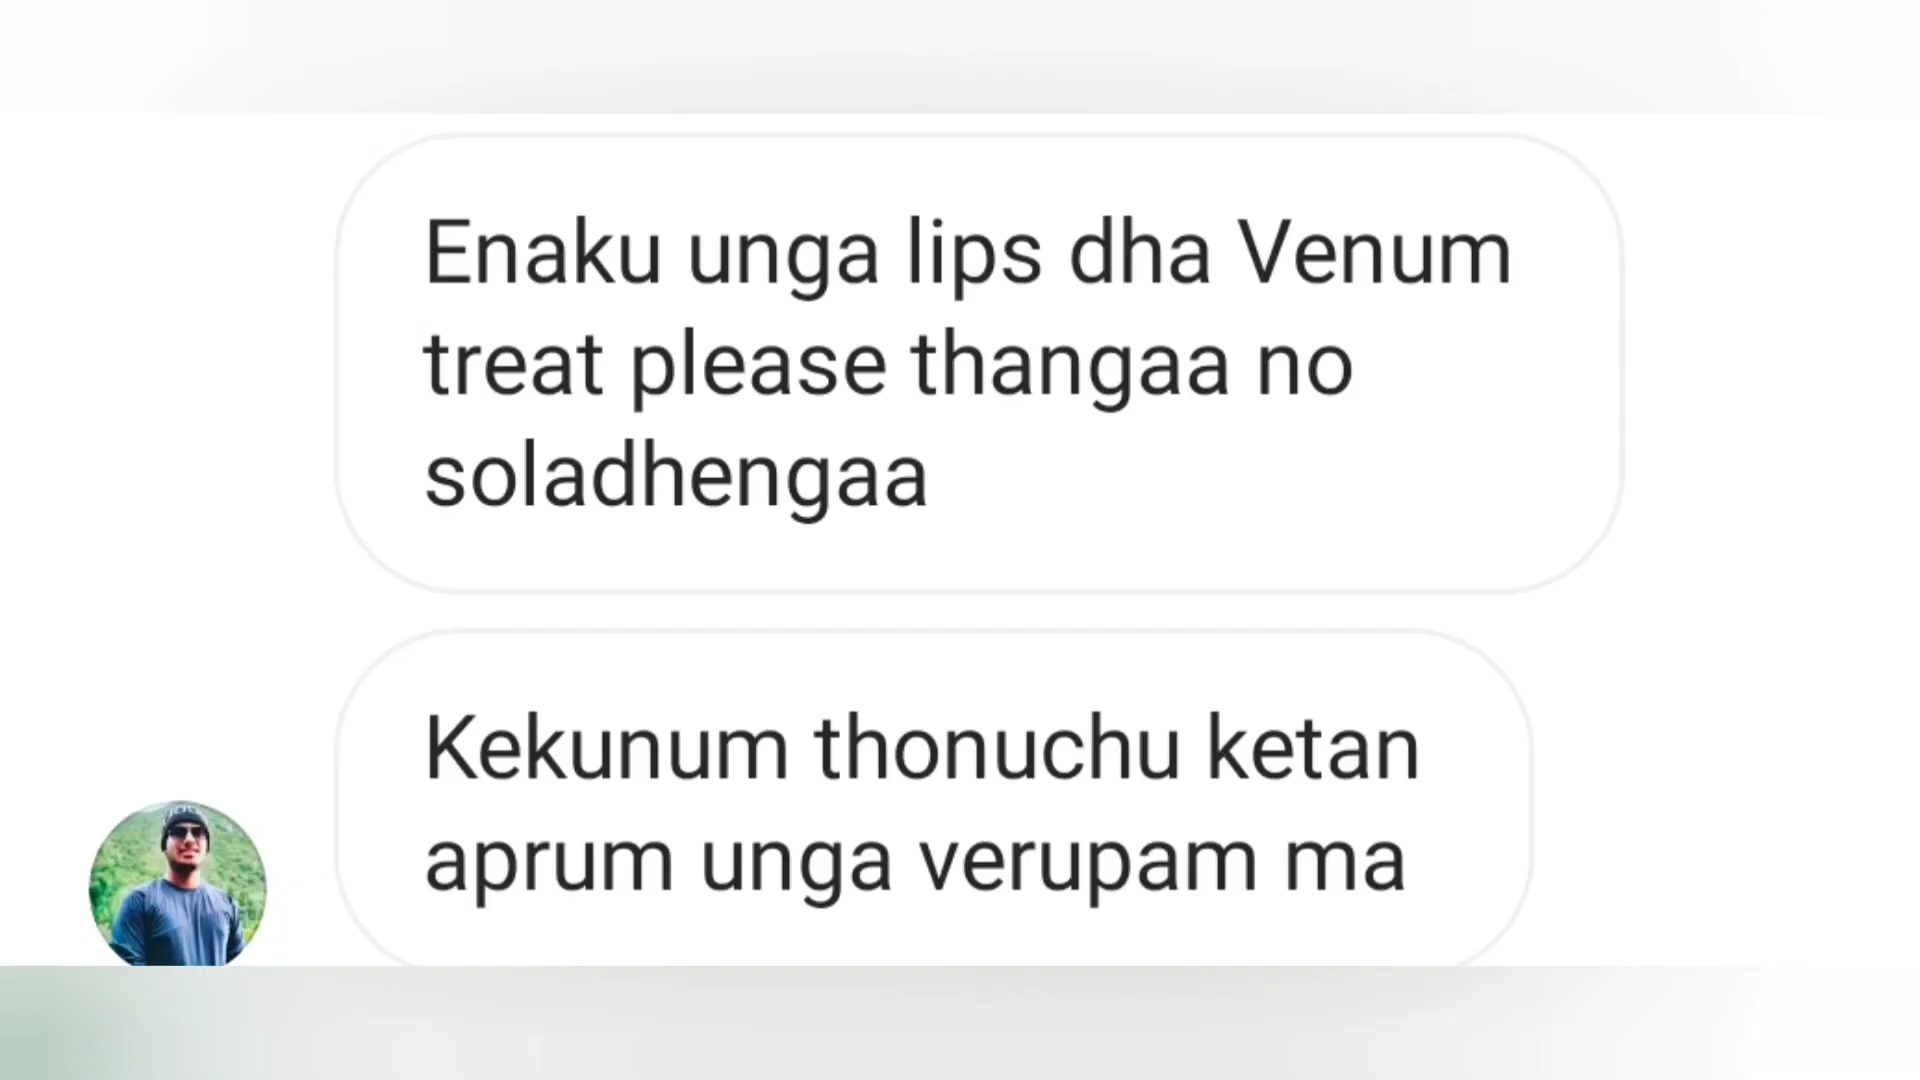 Enaku unga lips dha Venum
treat please thangaa no
soladhengaa
Kekunum thonuchu ketan
aprum unga verupam ma